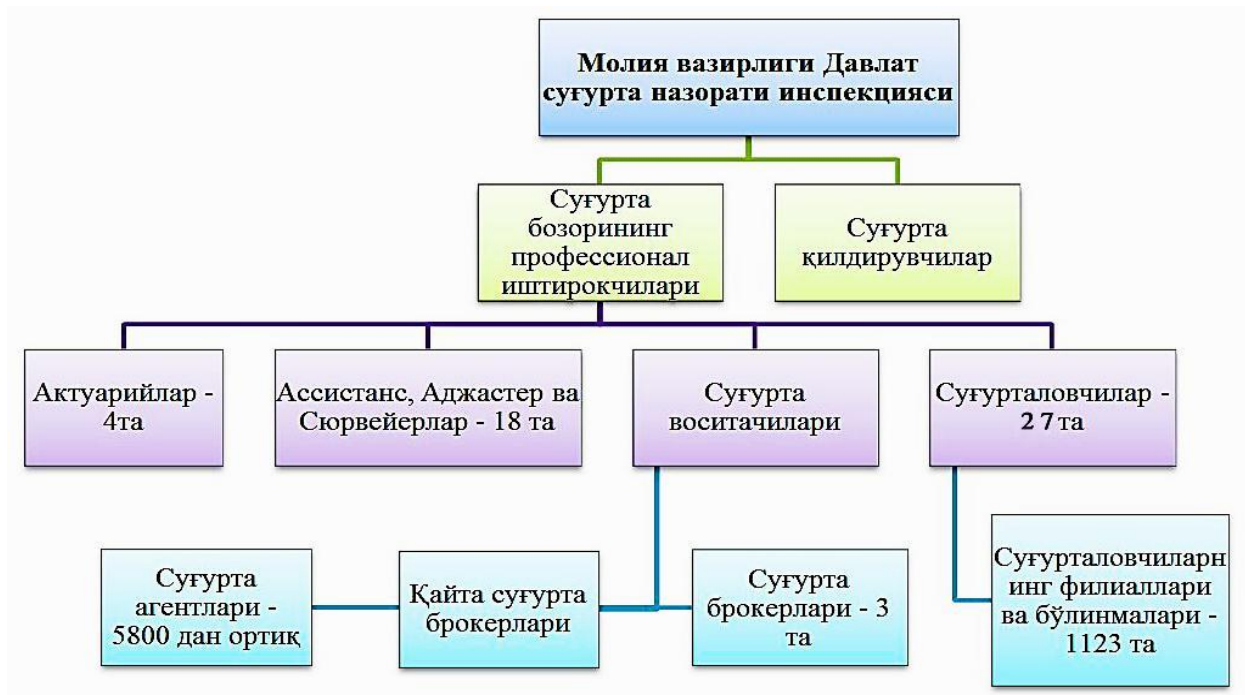 Молия вазирлиги Давлат
суғурта назорати инспекцияси
Суғурта
бозорининг
профессионал
иштирокчилари
Суғурта
қилдирувчилар
Актуарийлар -
4та
Ассистанс, Аджастер ва
Сюрвейерлар - 18 та
Суғурта
воситачилари
Суғурталовчилар -
2 7 та
Суғурта
агентлари -
5800 дан ортиқ
Қайта суғурта
брокерлари
Суғурта
брокерлари - 3
та
Суғурталовчиларн
инг филиаллари
ва бўлинмалари -
1123 та